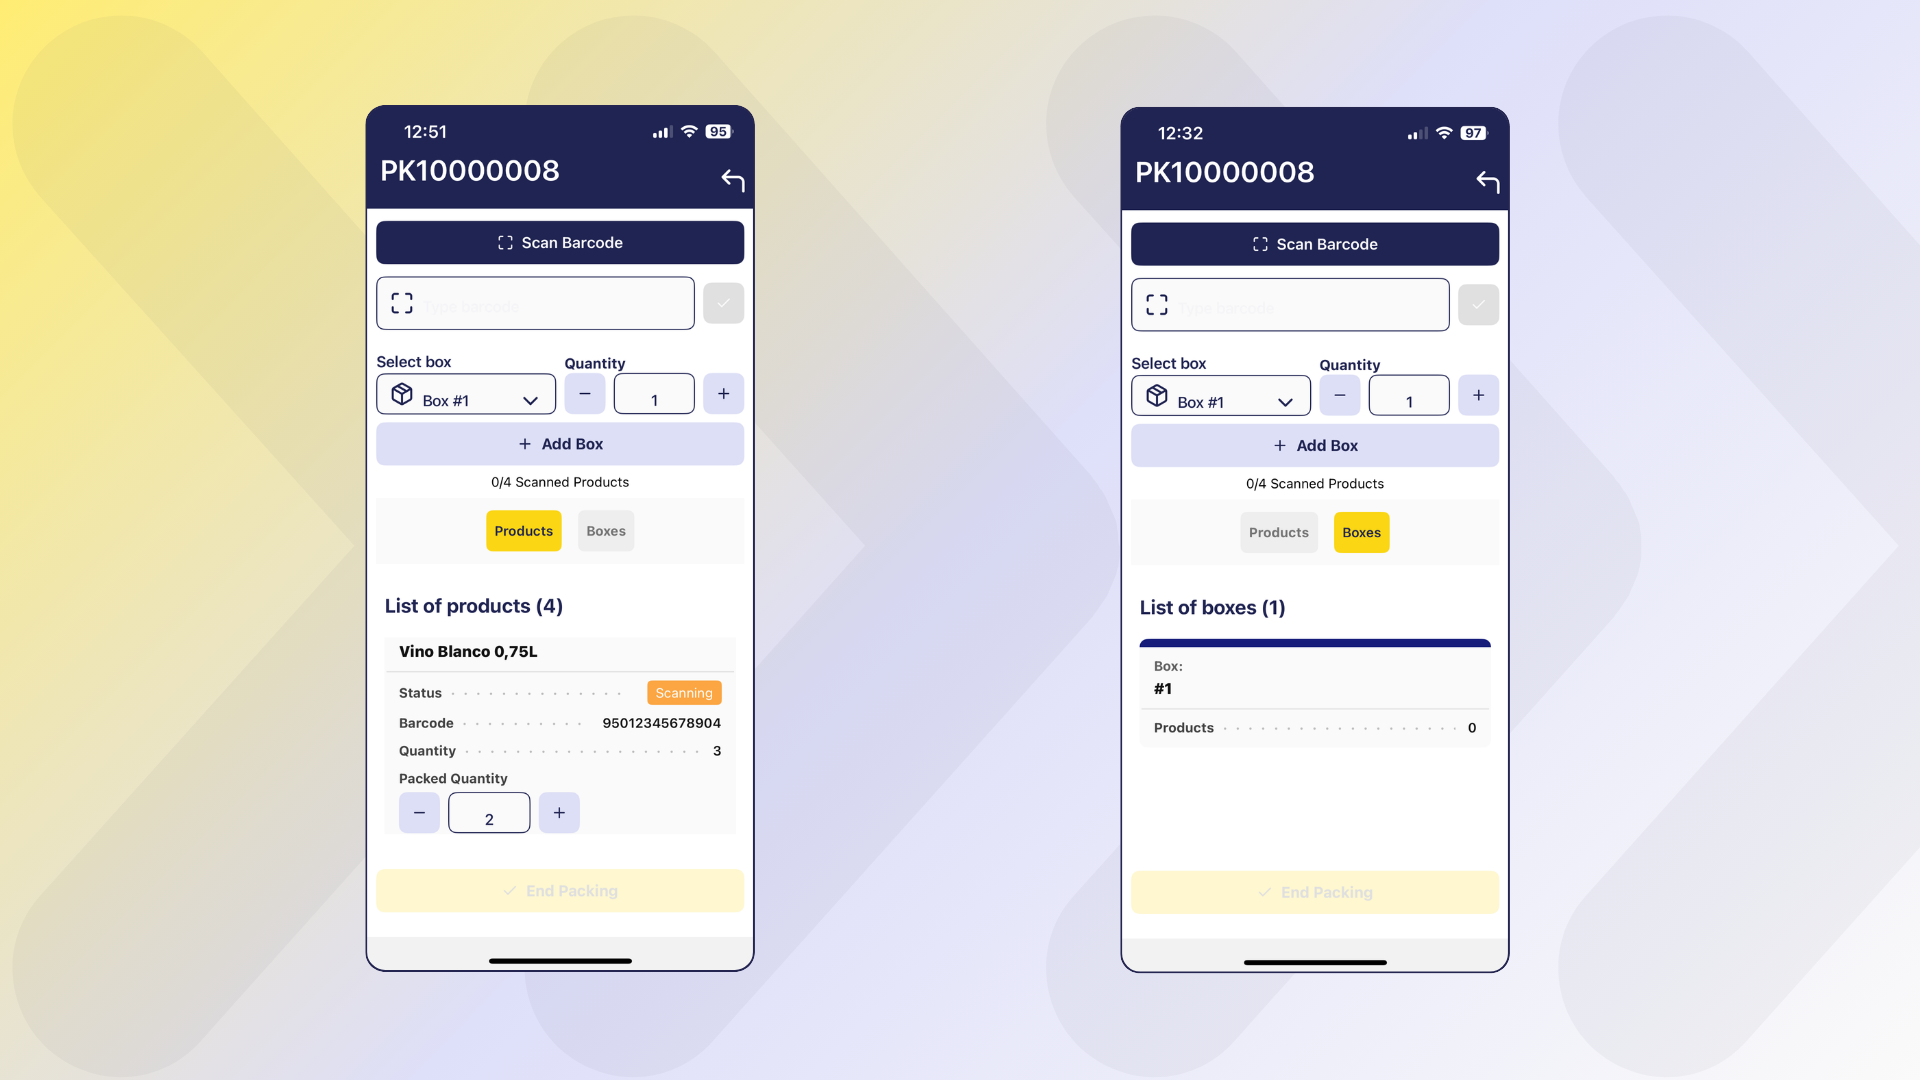 12:51
95
PK10000008
Scan Barcode
Type barcode
Select box
Quantity
Box #1
1
Add Box
0/4 Scanned Products
Products
Boxes
List of products (4)
Vino Blanco 0,75L
Status
Scanning
Barcode
95012345678904
Quantity
3
Packed Quantity
2
End Packing
12:32
97
PK10000008
Scan Barcode
Type barcode
Select box
Quantity
Box #1
1
Add Box
0/4 Scanned Products
Products
Boxes
List of boxes (1)
Box:
#1
Products
0
End Packing